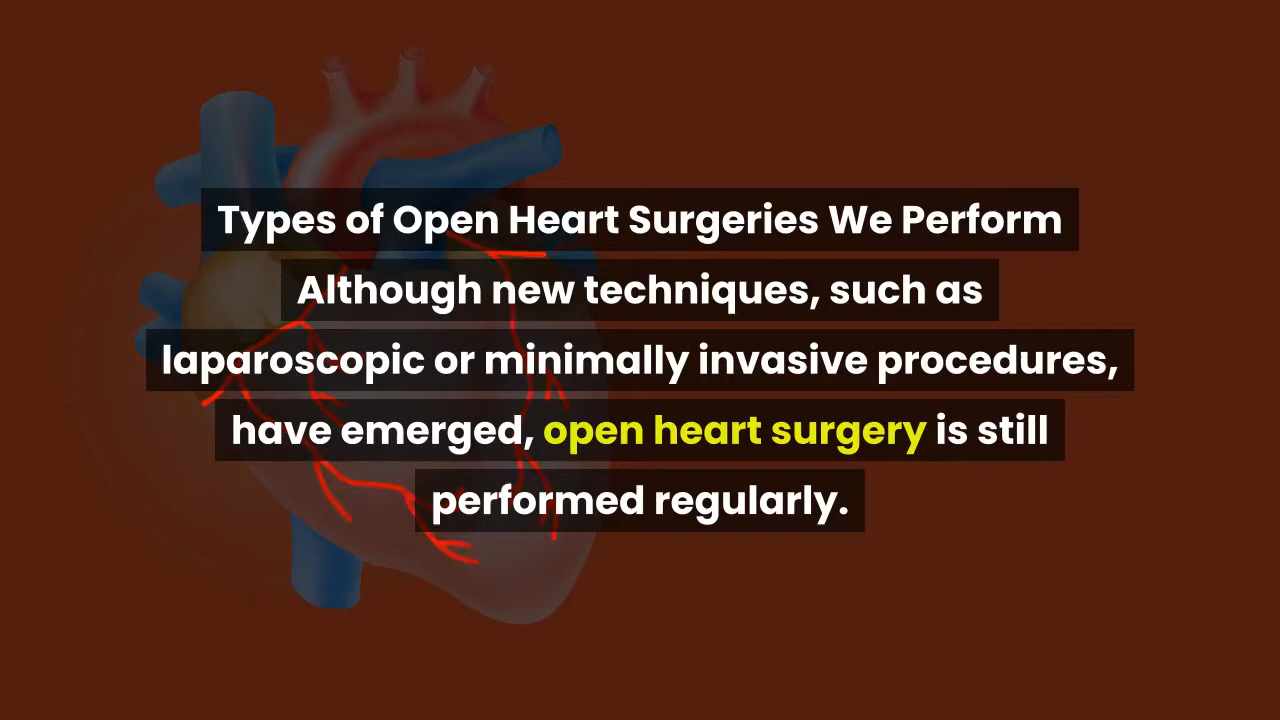 Types of Open Heart Surgeries We Perform
Although new techniques, such as
laparoscopic or minimally invasive procedures,
have emerged, open heart surgery is still
performed regularly.